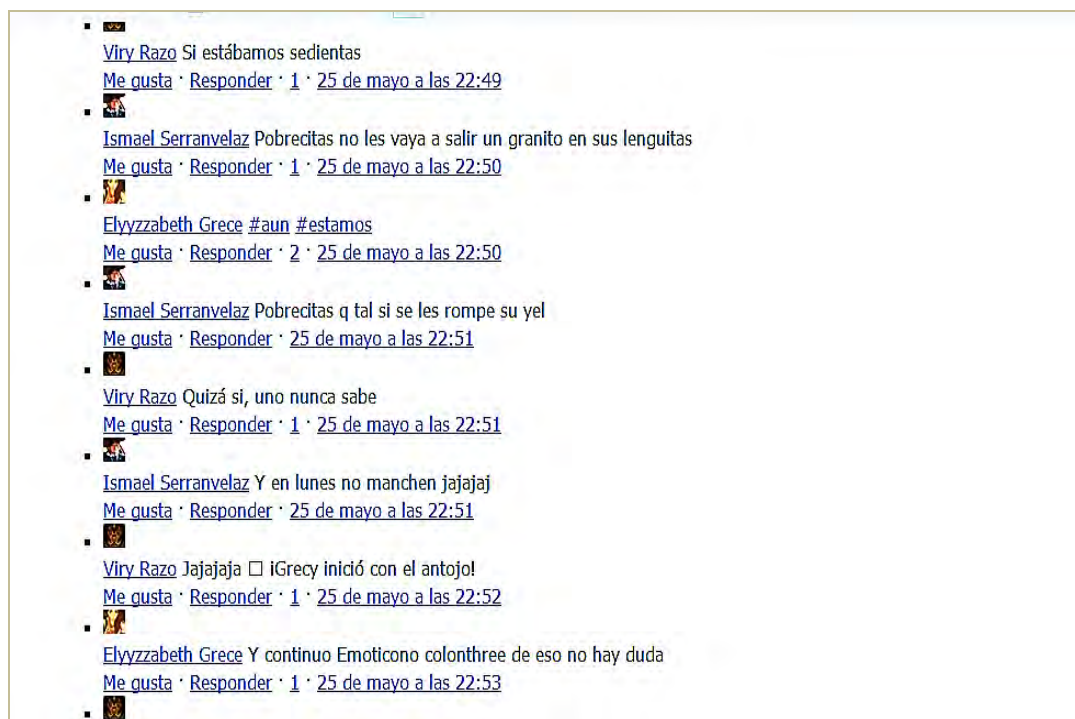 Viry Razo Si estábamos sedientas
Me gusta · Responder · 1 · 25 de mayo a las 22:49
Ismael Serranvelaz Pobrecitas no les vaya a salir un granito en sus lenguitas
Me gusta · Responder · 1 · 25 de mayo a las 22:50
Elyyzzabeth Grece #aun #estamos
Me gusta · Responder · 2 · 25 de mayo a las 22:50
Ismael Serranvelaz Pobrecitas q tal si se les rompe su yel
Me gusta · Responder · 25 de mayo a las 22:51
Viry Razo Quizá si, uno nunca sabe
Me gusta · Responder · 1 · 25 de mayo a las 22:51
Ismael Serranvelaz Y en lunes no manchen jajajaj
Me gusta · Responder · 25 de mayo a las 22:51
Viry Razo Jajajaja □ ¡Grecy inició con el antojo!
Me gusta · Responder · 1 · 25 de mayo a las 22:52
Elyyzzabeth Grece Y continuo Emoticono colonthree de eso no hay duda
Me gusta · Responder · 1 · 25 de mayo a las 22:53